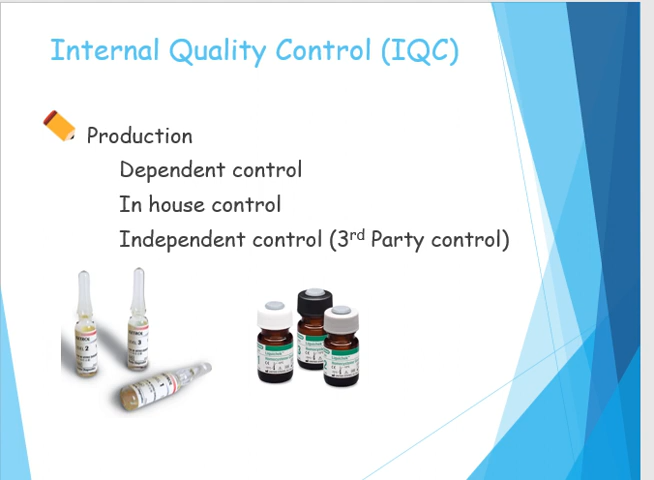 Internal Quality Control (IQC)
Production
Dependent control
In house control
Independent control (3rd Party control)